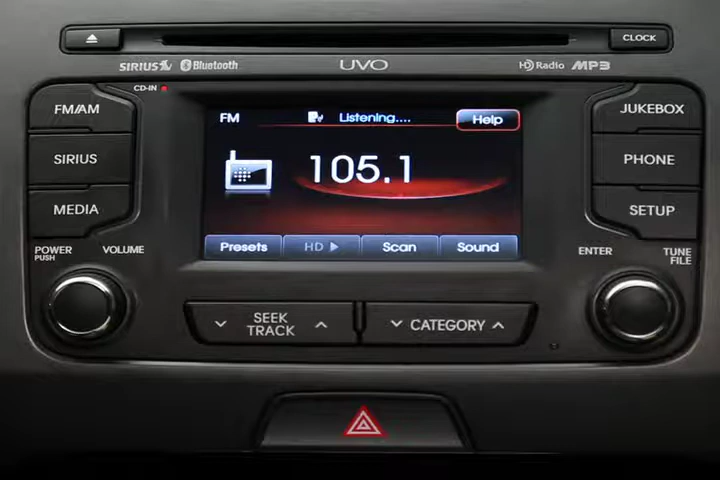 CLOCK
SIRIUS Bluetooth UVO HD Radio MP3
CD-IN
FM/AM
SIRIUS
MEDIA
FM Listening.... Help
105.1
Presets HD Scan Sound
JUKEBOX
PHONE
SETUP
POWER
PUSH
VOLUME
ENTER
TUNE
FILE
SEEK
TRACK
CATEGORY